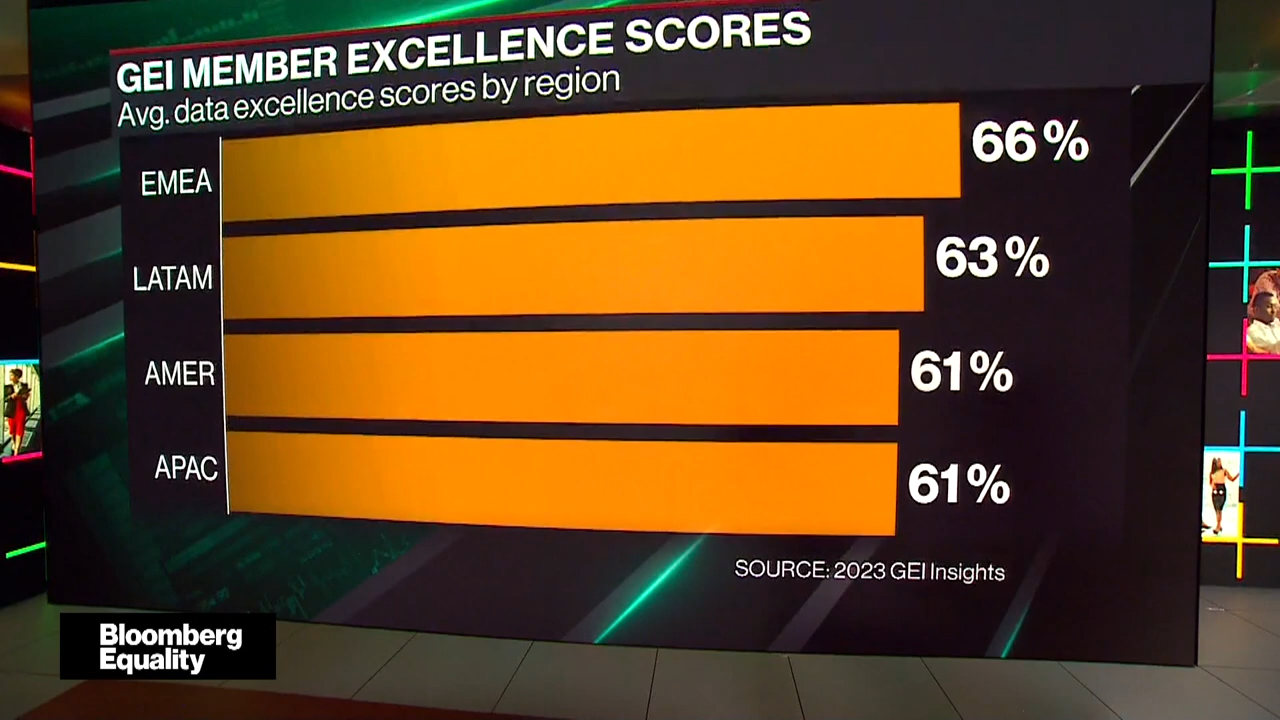 GEI MEMBER EXCELLENCE SCORES
Avg. data excellence scores by region
EMEA 66%
LATAM 63%
AMER 61%
APAC 61%
SOURCE: 2023 GEI Insights
Bloomberg
Equality